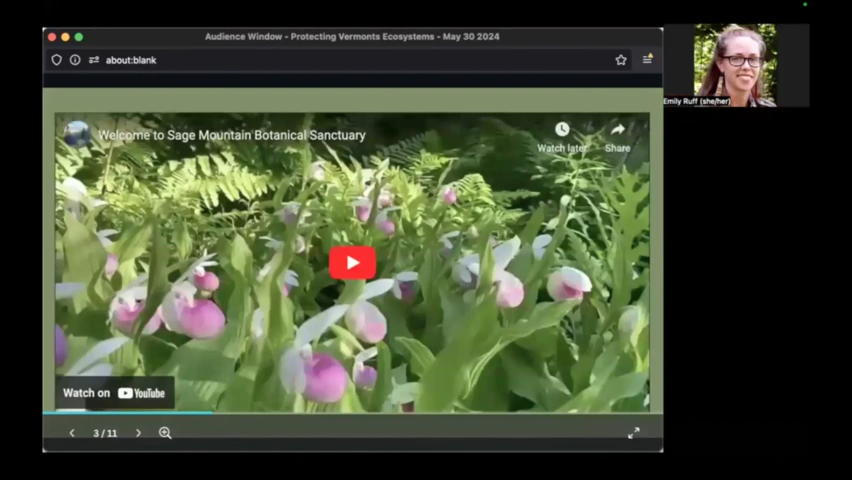 Audience Window - Protecting Vermonts Ecosystems - May 30 2024
about:blank
Emily Ruff (she/her)
Welcome to Sage Mountain Botanical Sanctuary
Watch later
Share
Watch on YouTube
3 / 11